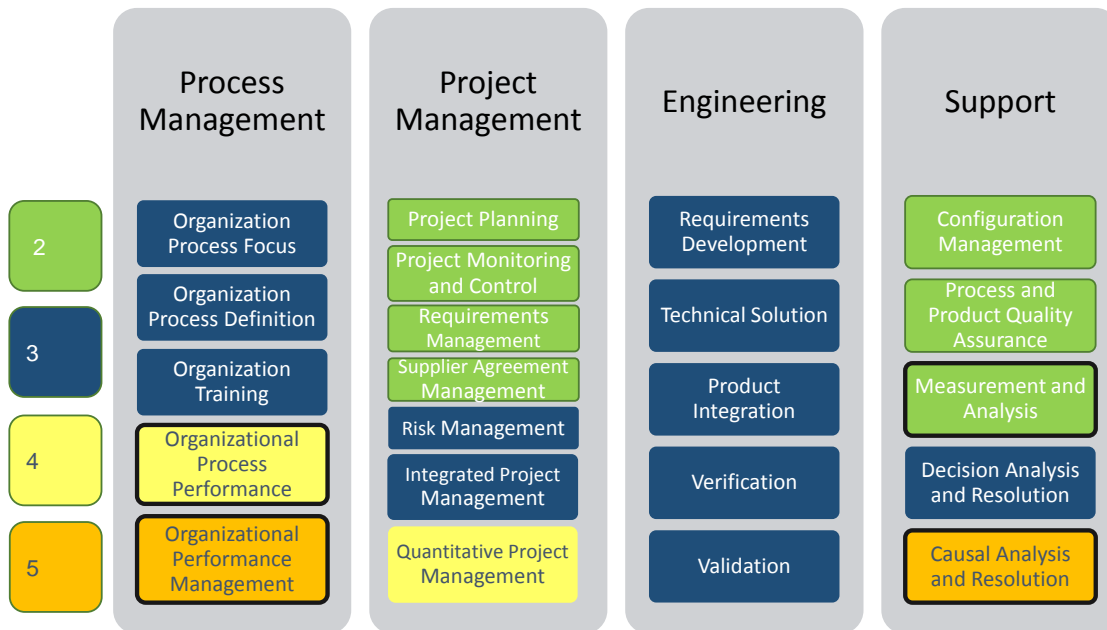 Process
Management
Project
Management
Engineering
Support
2
3
4
5
Organization
Process Focus
Organization
Process Definition
Organization
Training
Organizational
Process
Performance
Organizational
Performance
Management
Project Planning
Project Monitoring
and Control
Requirements
Management
Supplier Agreement
Management
Risk Management
Integrated Project
Management
Quantitative Project
Management
Requirements
Development
Technical Solution
Product
Integration
Verification
Validation
Configuration
Management
Process and
Product Quality
Assurance
Measurement and
Analysis
Decision Analysis
and Resolution
Causal Analysis
and Resolution